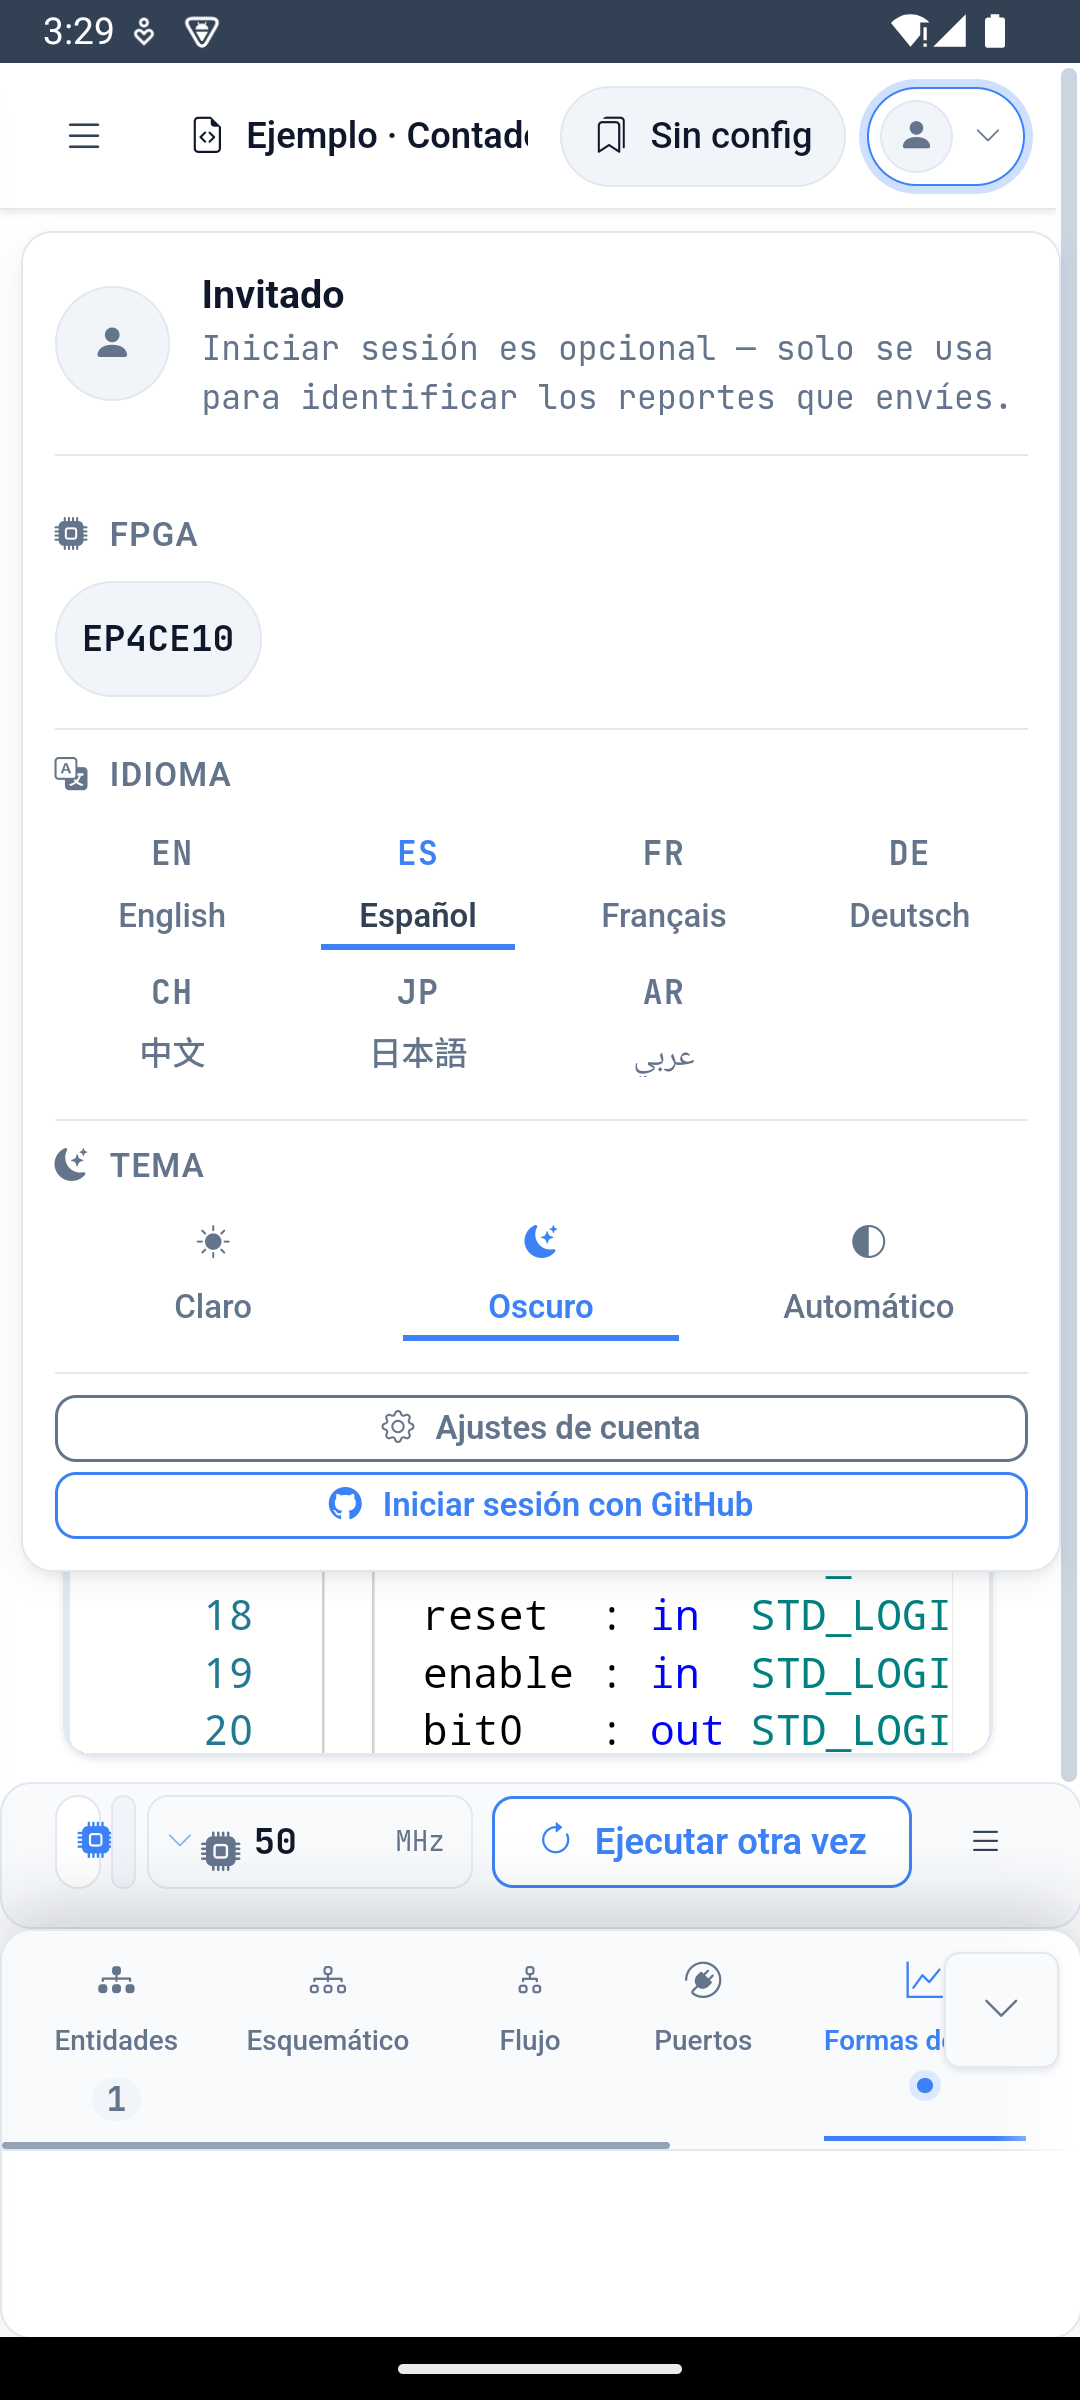 3:29
Ejemplo · Contad
Sin config
Invitado
Iniciar sesión es opcional — solo se usa
para identificar los reportes que envíes.
FPGA
EP4CE10
IDIOMA
EN ES FR DE
English Español Français Deutsch
CH JP AR
中文 日本語 عربي
TEMA
Claro Oscuro Automático
Ajustes de cuenta
Iniciar sesión con GitHub
18 reset : in STD_LOGI
19 enable : in STD_LOGI
20 bit0 : out STD_LOGI
50 MHz Ejecutar otra vez
Entidades Esquemático Flujo Puertos Formas d
1